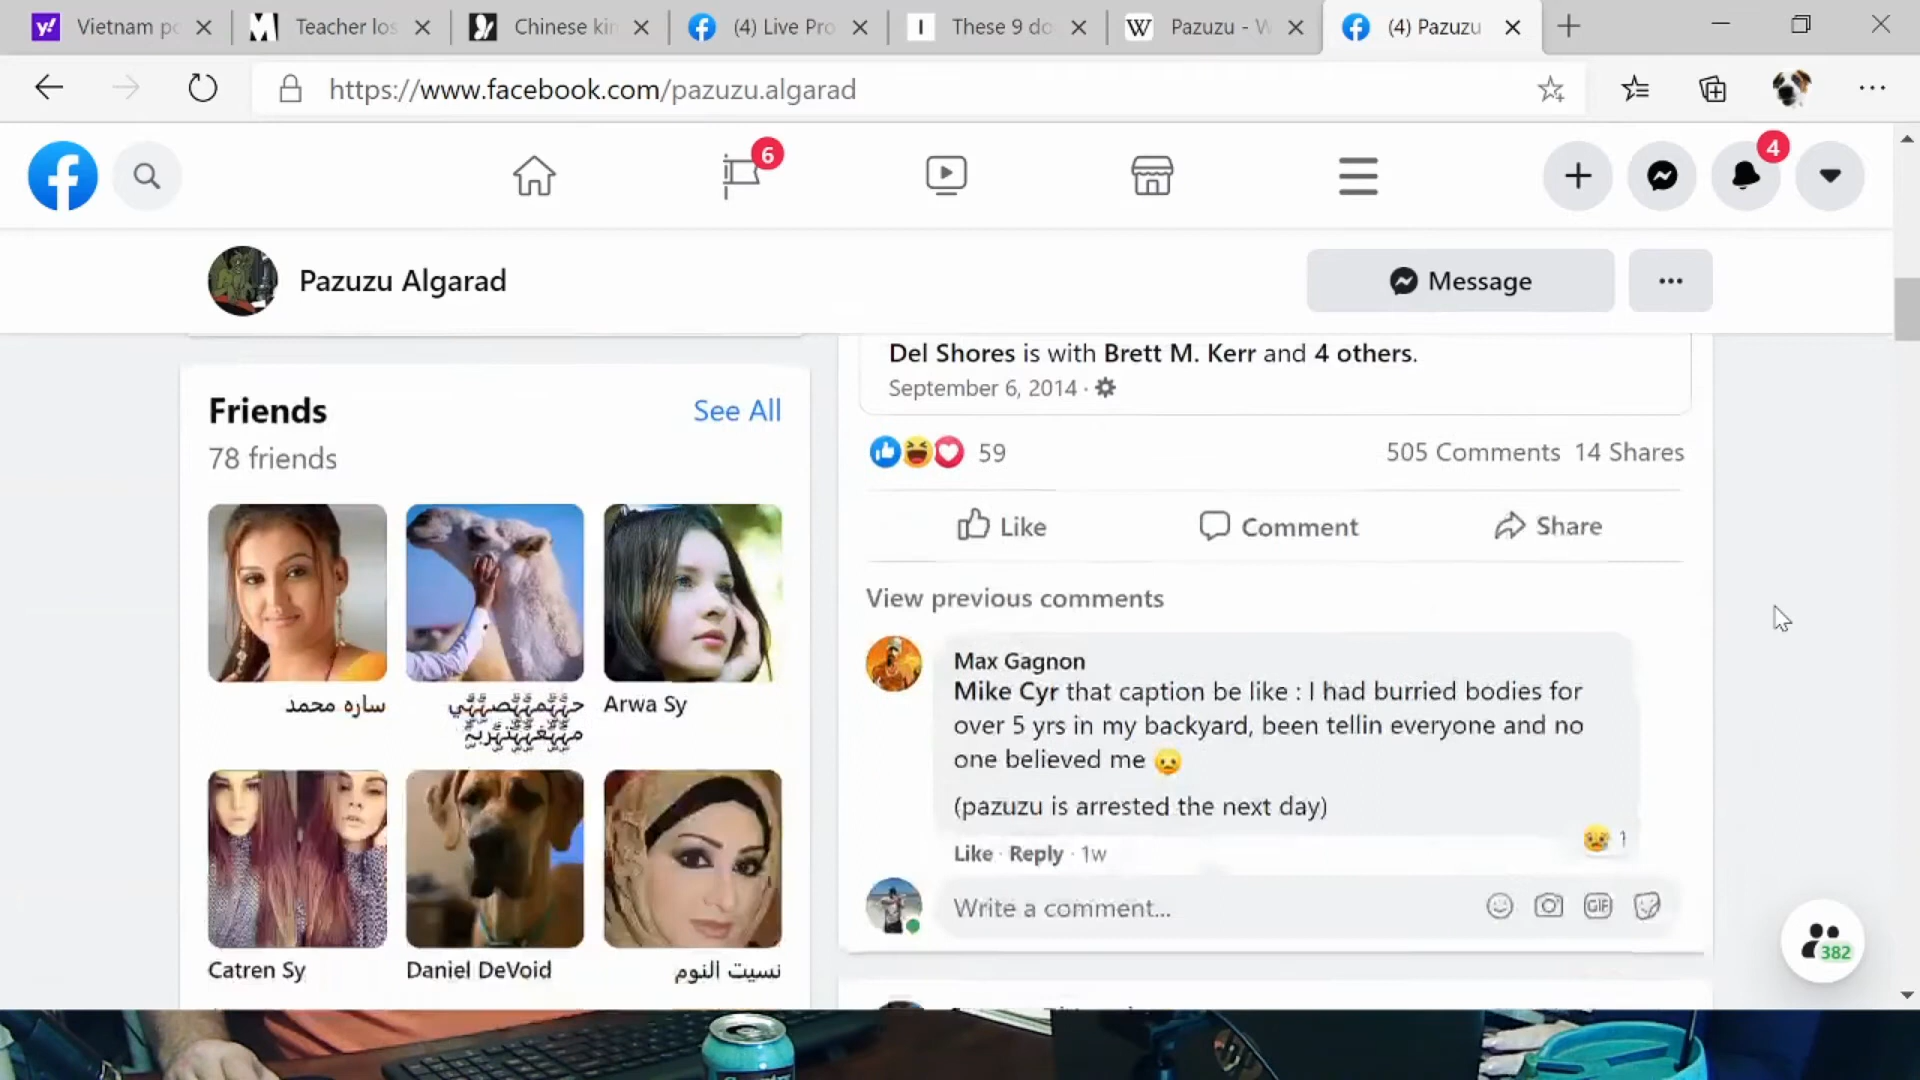 Vietnam po
Teacher los
Chinese kin
(4) Live Pro
These 9 do
Pazuzu - W
(4) Pazuzu
https://www.facebook.com/pazuzu.algarad
6
4
Pazuzu Algarad
Message
Friends
See All
78 friends
ساره محمد
Arwa Sy
Catren Sy
Daniel DeVoid
نسيت النوم
Del Shores is with Brett M. Kerr and 4 others.
September 6, 2014
59
505 Comments 14 Shares
Like
Comment
Share
View previous comments
Max Gagnon
Mike Cyr that caption be like : I had burried bodies for
over 5 yrs in my backyard, been tellin everyone and no
one believed me
(pazuzu is arrested the next day)
1
Like · Reply · 1w
Write a comment...
GIF
382